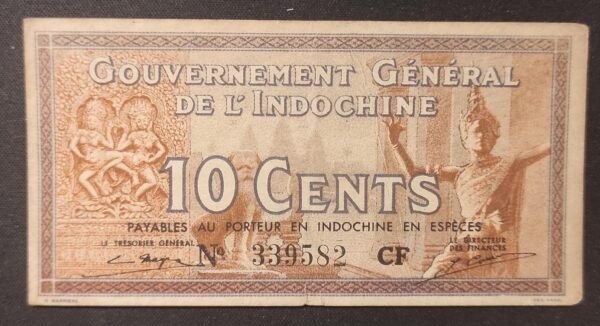 GOUVERNEMENT GÉNÉRAL
DE L'INDOCHINE
10 CENTS
PAYABLES AU PORTEUR EN INDOCHINE EN ESPÈCES
LE TRÉSORIER GÉNÉRAL
LE DIRECTEUR
DES FINANCES
No 339582 CF